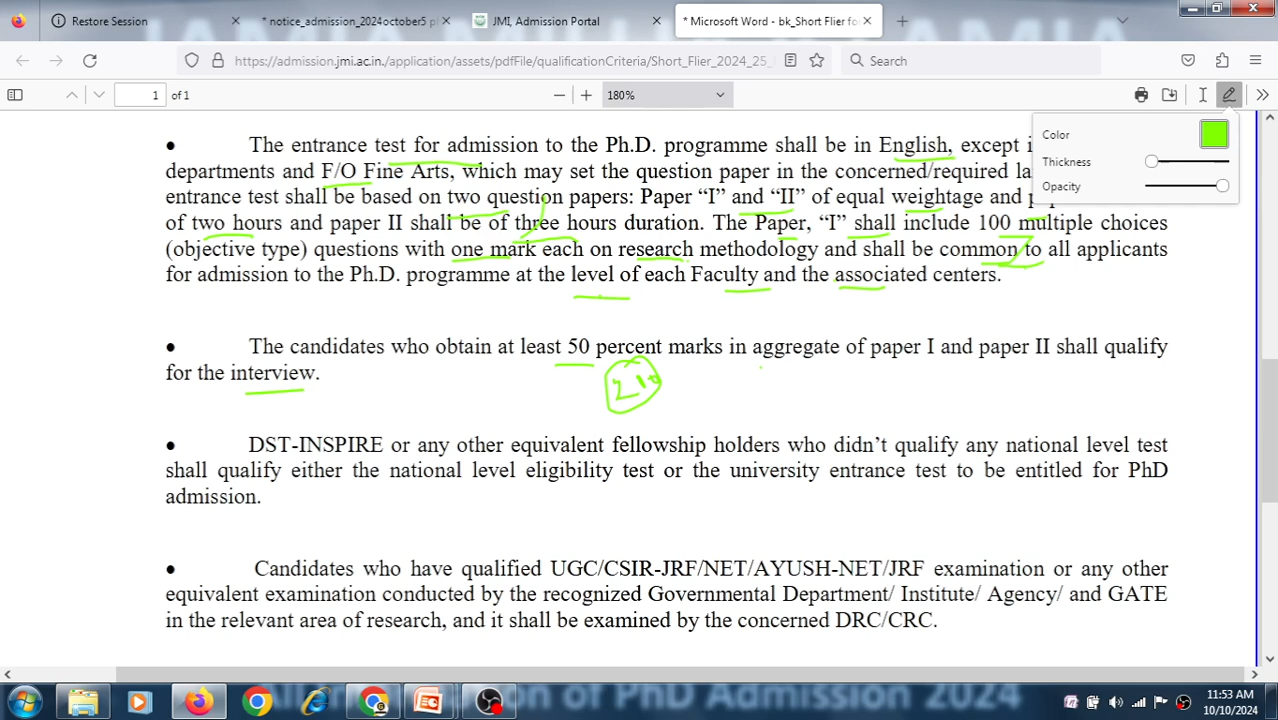 Restore Session
* notice_admission_2024october5 p
JMI, Admission Portal
* Microsoft Word - bk_Short Flier fo
https://admission.jmi.ac.in./application/assets/pdfFile/qulificationCriteria/Short_Flier_2024_25_
Search
1 of 1
180%
Color
Thickness
Opacity
• The entrance test for admission to the Ph.D. programme shall be in English, except i
departments and F/O Fine Arts, which may set the question paper in the concerned/required la
entrance test shall be based on two question papers: Paper “I” and “II” of equal weightage and p
of two hours and paper II shall be of three hours duration. The Paper, “I” shall include 100 multiple choices
(objective type) questions with one mark each on research methodology and shall be common to all applicants
for admission to the Ph.D. programme at the level of each Faculty and the associated centers.
• The candidates who obtain at least 50 percent marks in aggregate of paper I and paper II shall qualify
for the interview.
• DST-INSPIRE or any other equivalent fellowship holders who didn’t qualify any national level test
shall qualify either the national level eligibility test or the university entrance test to be entitled for PhD
admission.
• Candidates who have qualified UGC/CSIR-JRF/NET/AYUSH-NET/JRF examination or any other
equivalent examination conducted by the recognized Governmental Department/ Institute/ Agency/ and GATE
in the relevant area of research, and it shall be examined by the concerned DRC/CRC.
of PhD Admission 2024
11:53 AM
10/10/2024